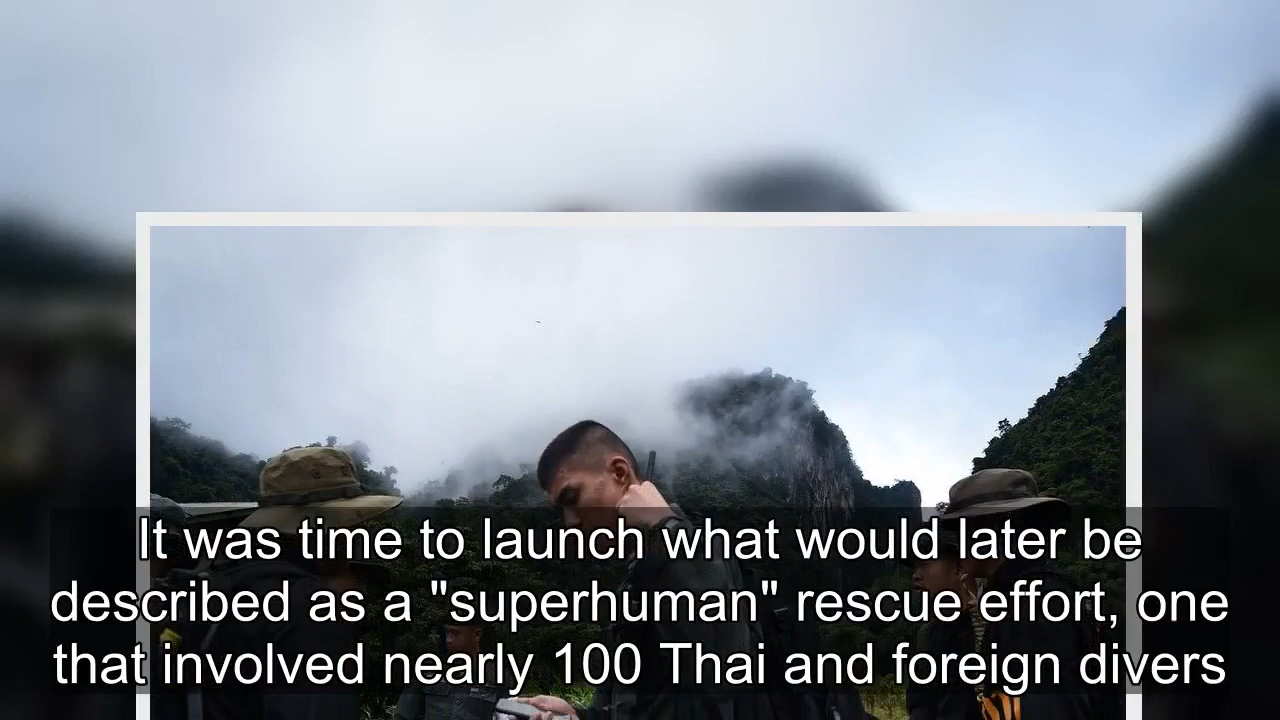 It was time to launch what would later be
described as a "superhuman" rescue effort, one
that involved nearly 100 Thai and foreign divers